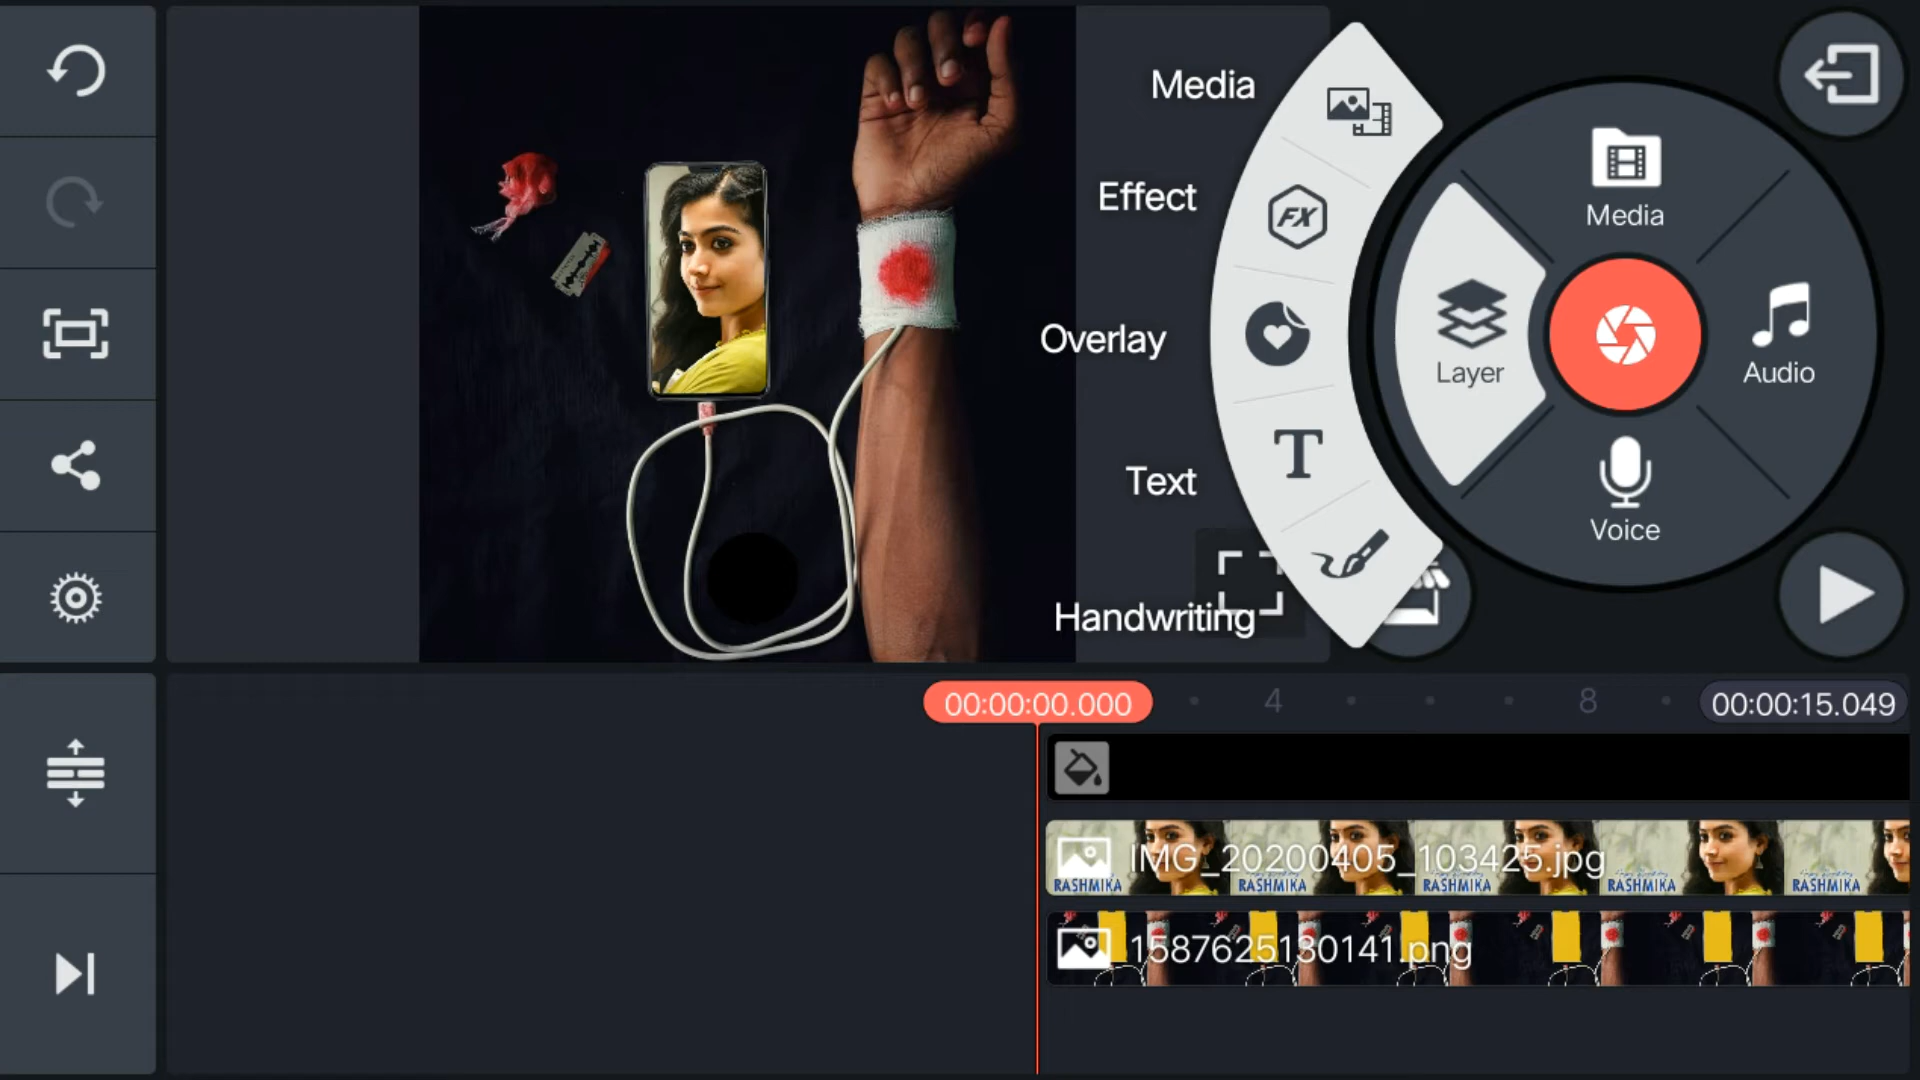 Media
Effect
Overlay
Text
Handwriting
FX
T
Media
Layer
Audio
Voice
00:00:00.000
4
8
00:00:15.049
IMG_20200405_103425.jpg
RASHMIKA
RASHMIKA
RASHMIKA
RASHMIKA
RASHMIKA
1587625130141.png